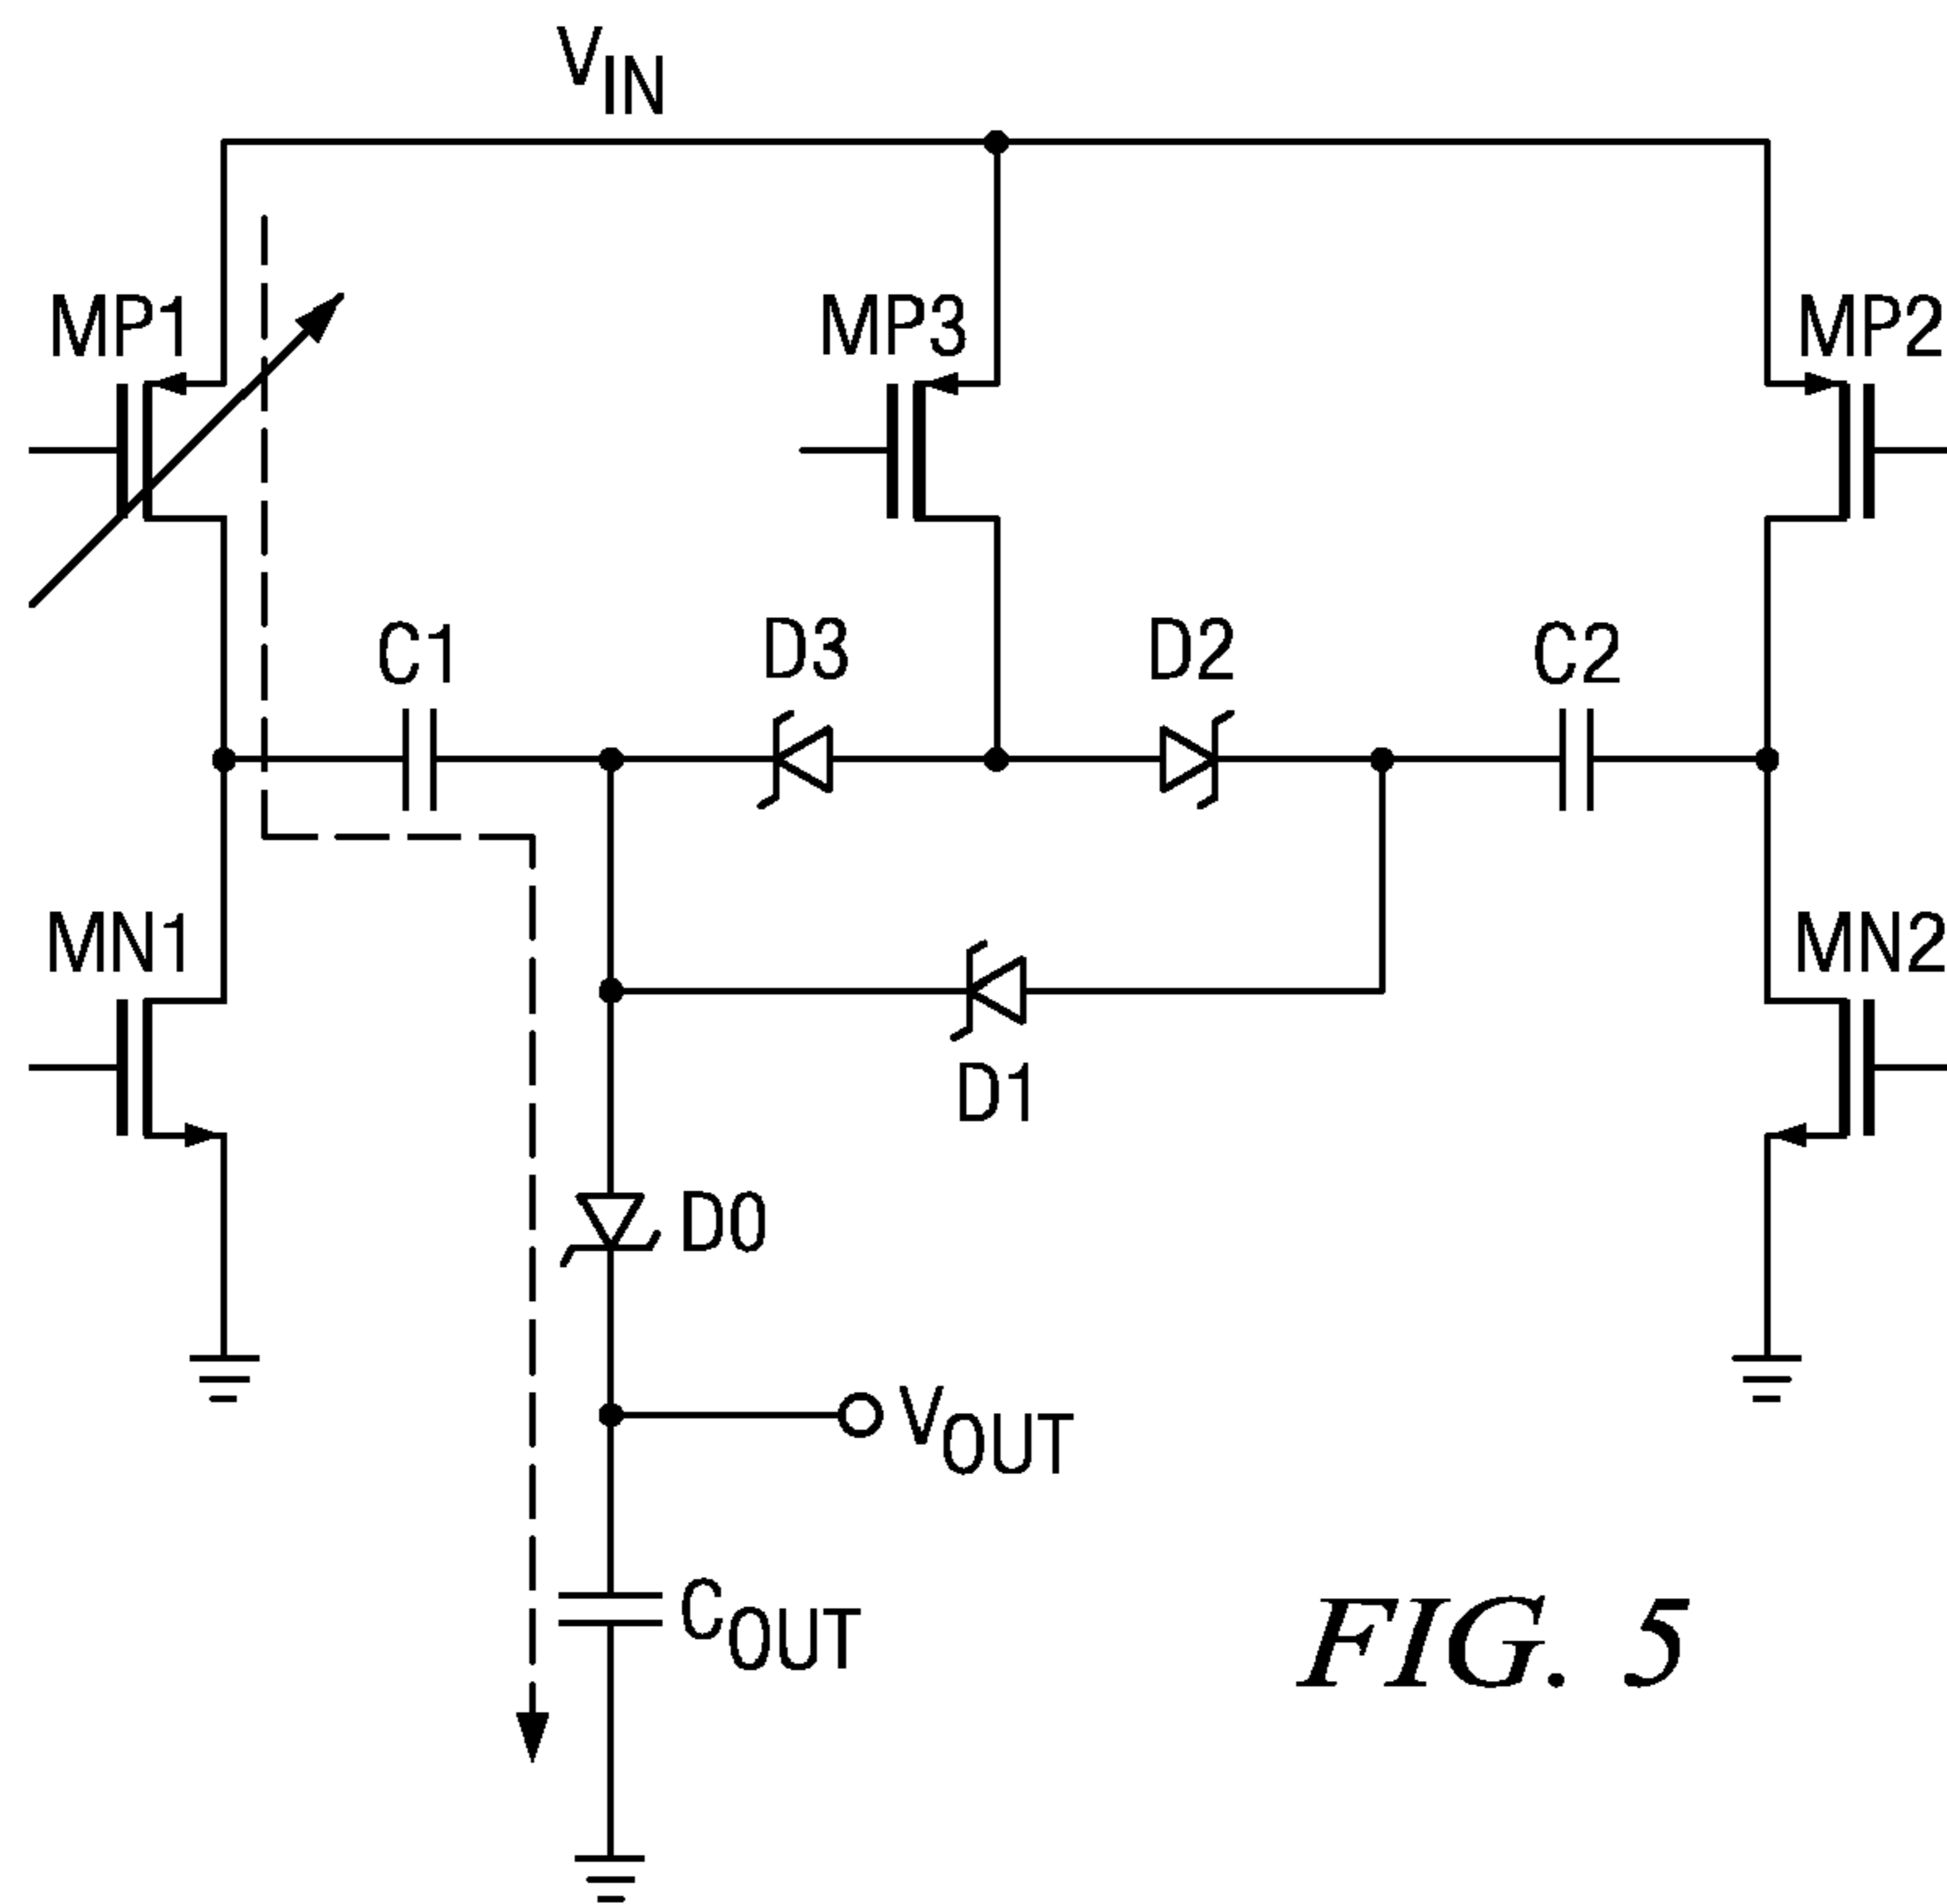 VIN
MP1
MP3
MP2
C1
D3
D2
C2
MN1
MN2
D1
D0
VOUT
COUT
FIG. 5